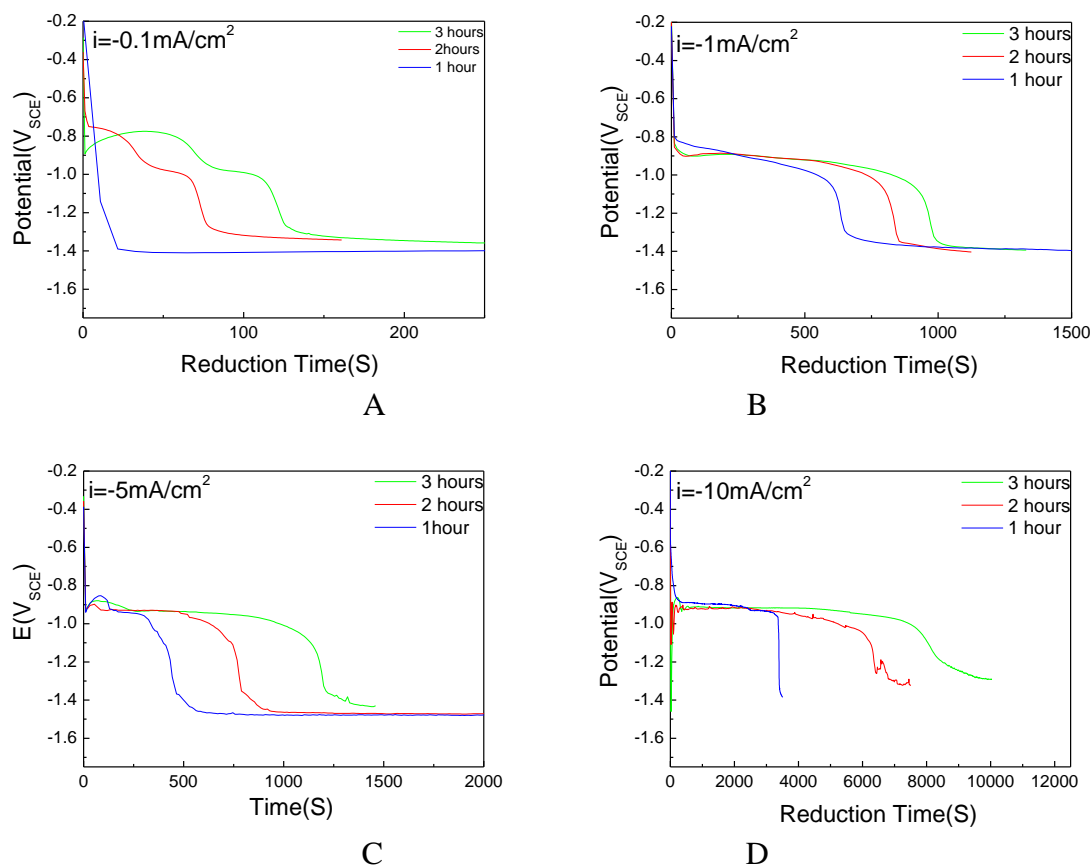 i=-0.1mA/cm²
3 hours
2hours
1 hour
-0.2
-0.4
-0.6
-0.8
-1.0
-1.2
-1.4
-1.6
Potential(V_SCE)
0
100
200
Reduction Time(S)
A
i=-1mA/cm²
3 hours
2 hours
1 hour
-0.2
-0.4
-0.6
-0.8
-1.0
-1.2
-1.4
-1.6
Potential(V_SCE)
0
500
1000
1500
Reduction Time(S)
B
i=-5mA/cm²
3 hours
2 hours
1hour
-0.2
-0.4
-0.6
-0.8
-1.0
-1.2
-1.4
-1.6
E(V_SCE)
0
500
1000
1500
2000
Time(S)
C
i=-10mA/cm²
3 hours
2 hours
1 hour
-0.2
-0.4
-0.6
-0.8
-1.0
-1.2
-1.4
-1.6
Potential(V_SCE)
0
2000
4000
6000
8000
10000
12000
Reduction Time(S)
D